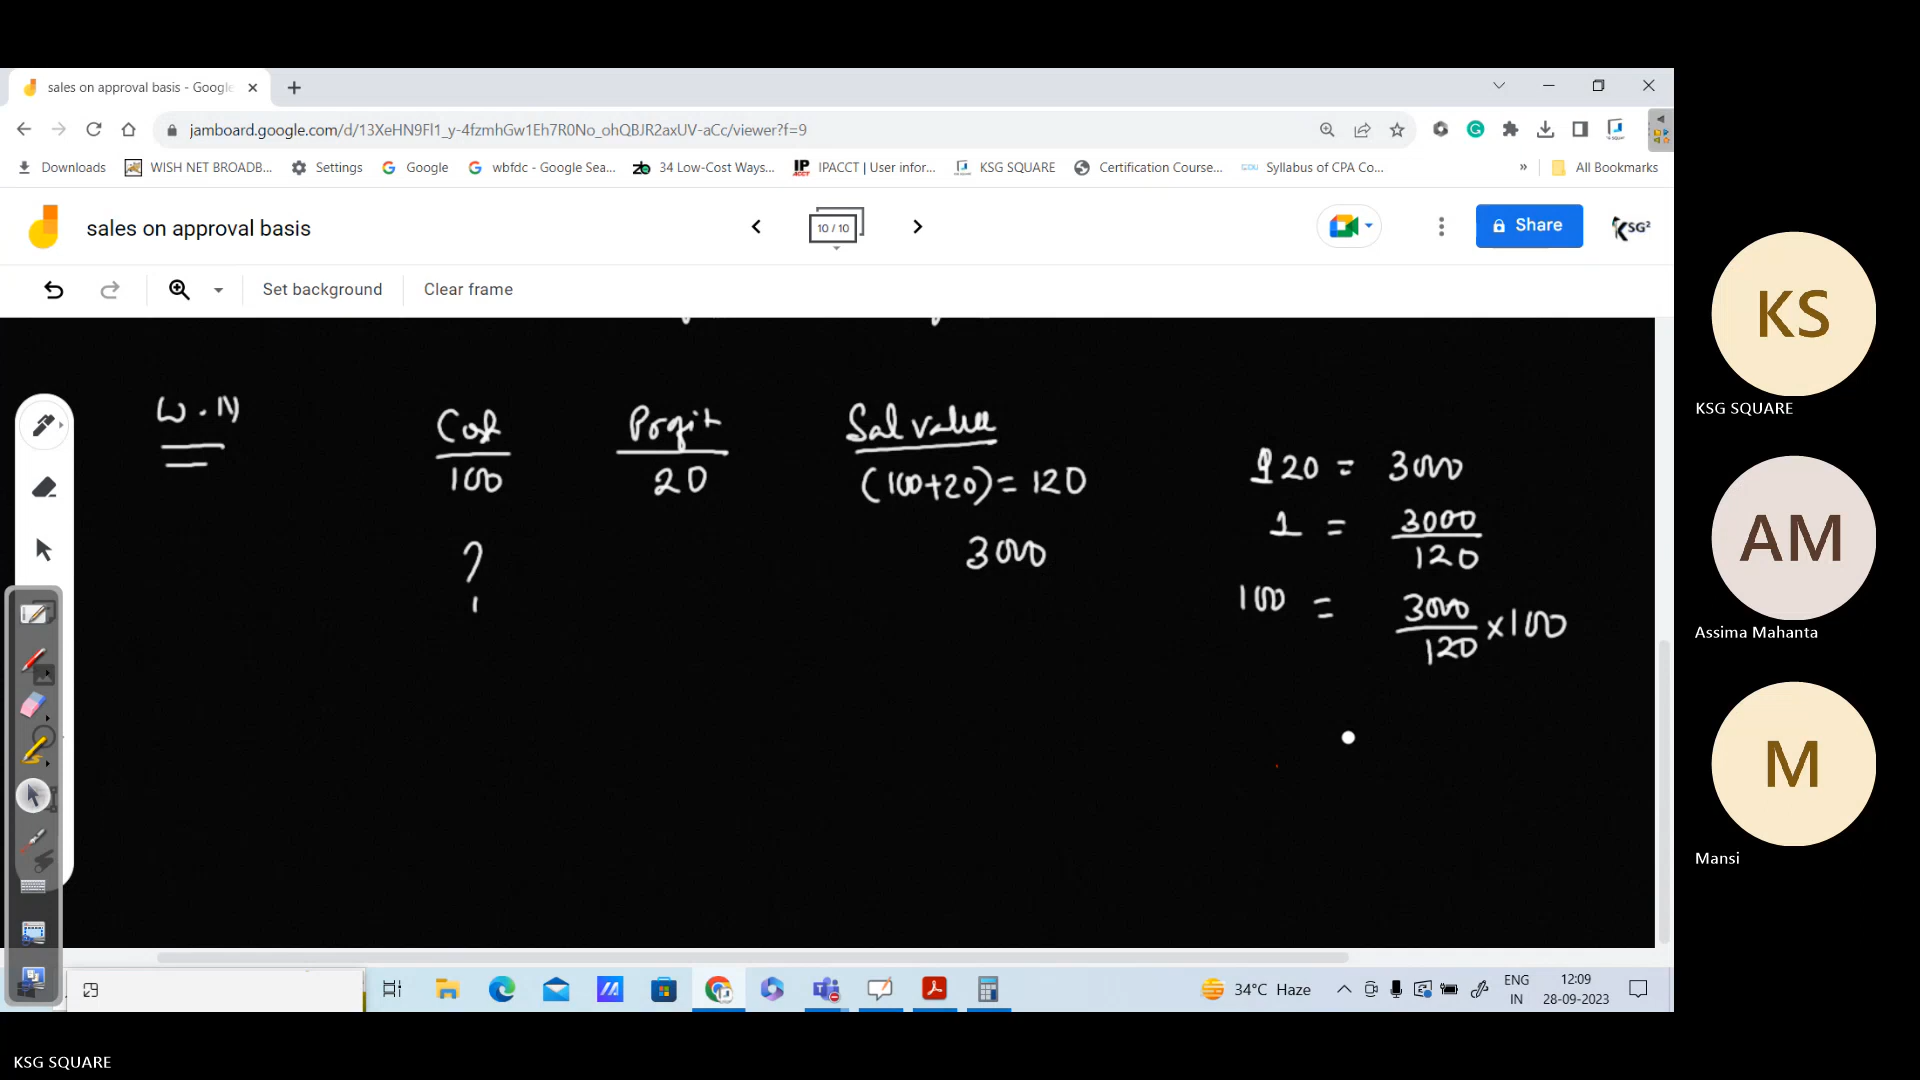 sales on approval basis - Google
jamboard.google.com/d/13XeHN9Fl1_y-4fzmhGw1Eh7R0No_ohQBJR2axUV-aCc/viewer?f=9
Downloads WISH NET BROADB... Settings Google wbfdc - Google Sea... 34 Low-Cost Ways... IPACCT | User infor... KSG SQUARE Certification Course... Syllabus of CPA Co... » All Bookmarks
sales on approval basis
10 / 10
Share
KSG²
Set background
Clear frame
W.N
Cost Profit Sal value
100 20 (100+20) = 120
? 3000
120 = 3000
1 = 3000
120
100 = 3000
120 ×100
KS
KSG SQUARE
AM
Assima Mahanta
M
Mansi
34°C Haze
ENG
IN
12:09
28-09-2023
KSG SQUARE